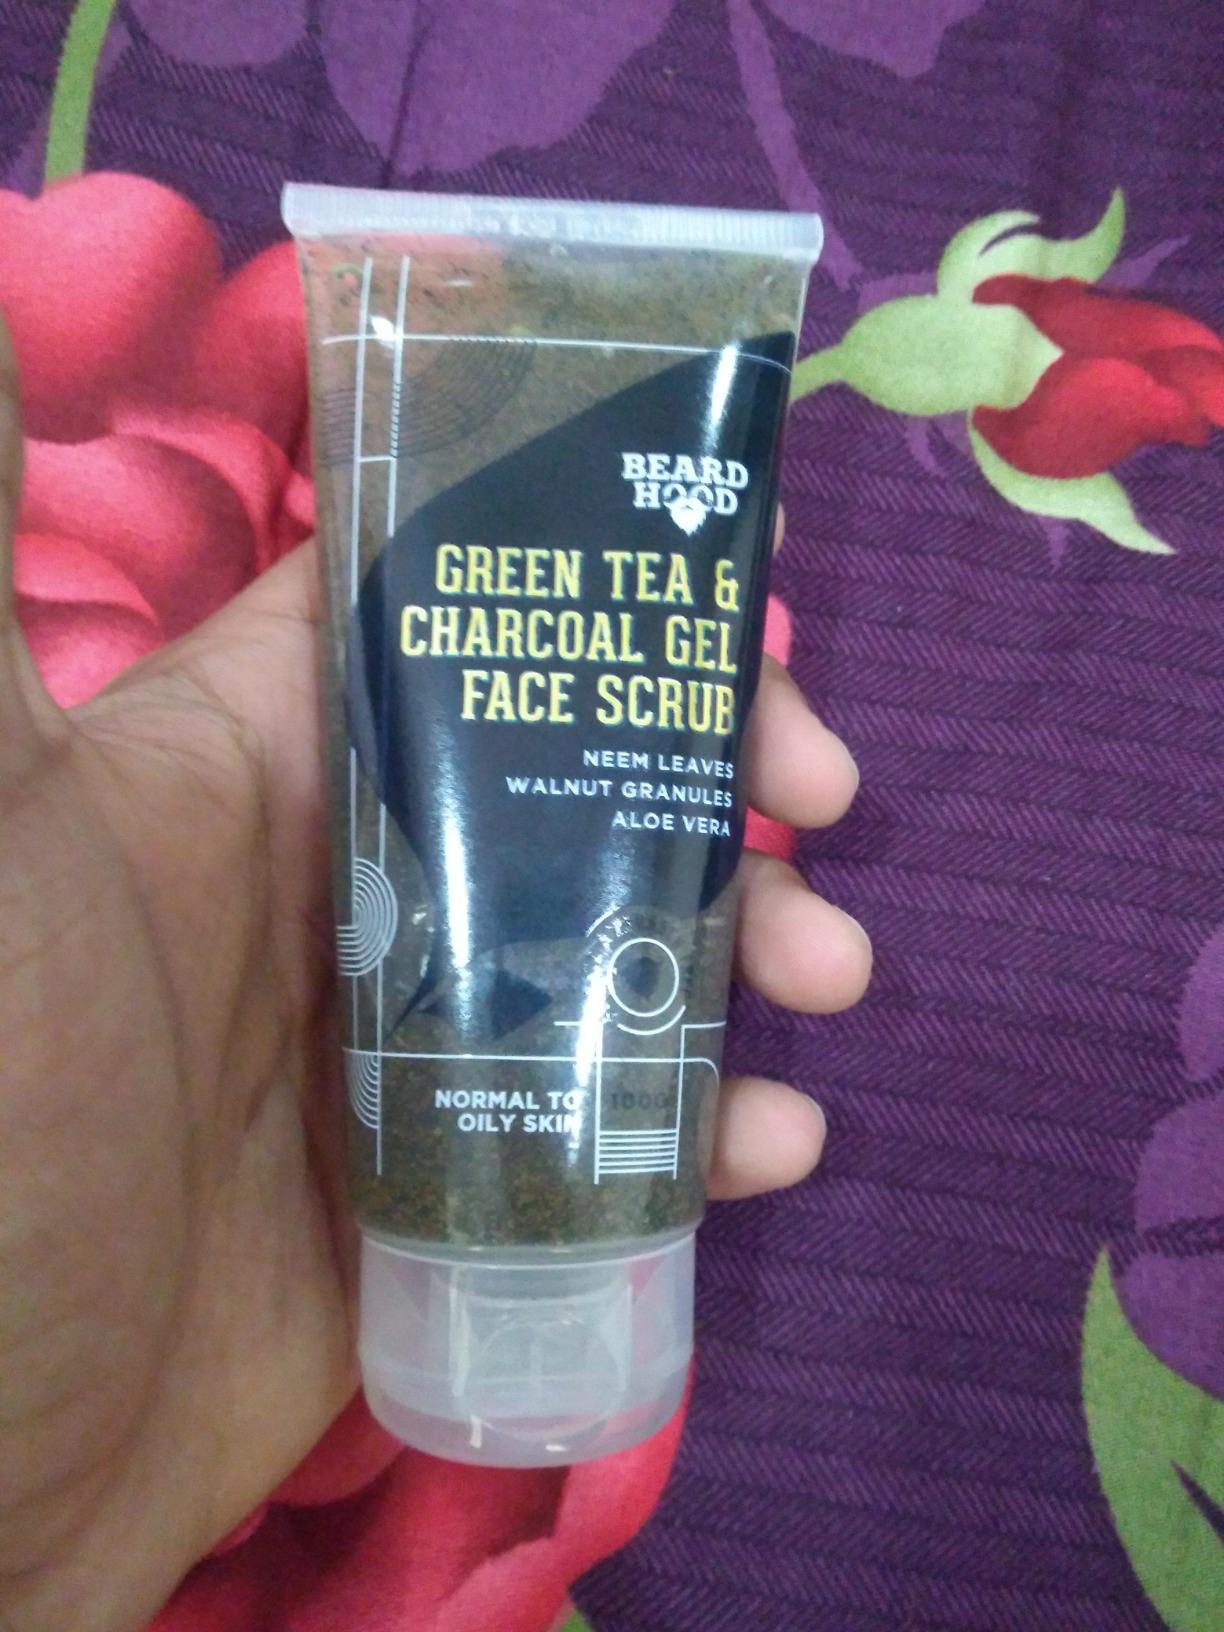 BEARD
HOOD
GREEN TEA &
CHARCOAL GEL
FACE SCRUB
NEEM LEAVES
WALNUT GRANULES
ALOE VERA
NORMAL TO
OILY SKIN
100G